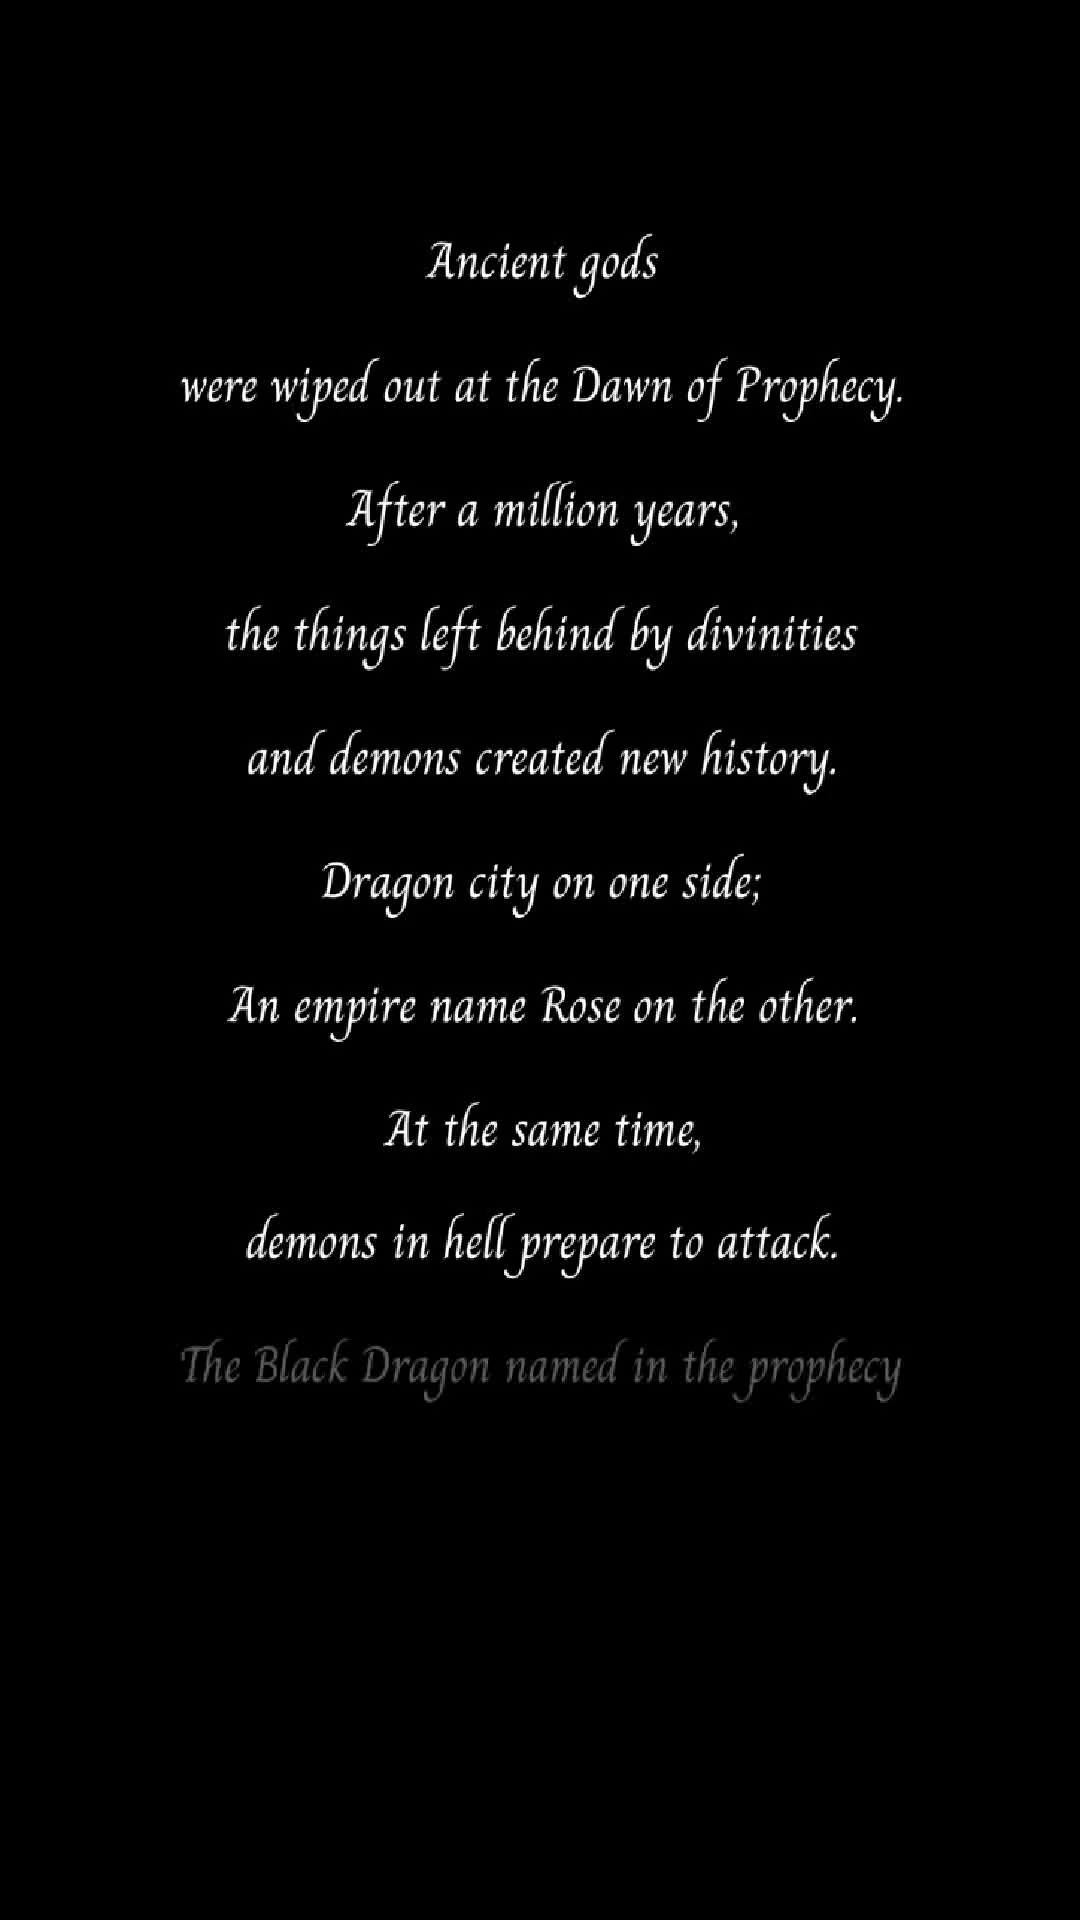 Ancient gods
were wiped out at the Dawn of Prophecy.
After a million years,
the things left behind by divinities
and demons created new history.
Dragon city on one side;
An empire name Rose on the other.
At the same time,
demons in hell prepare to attack.
The Black Dragon named in the prophecy